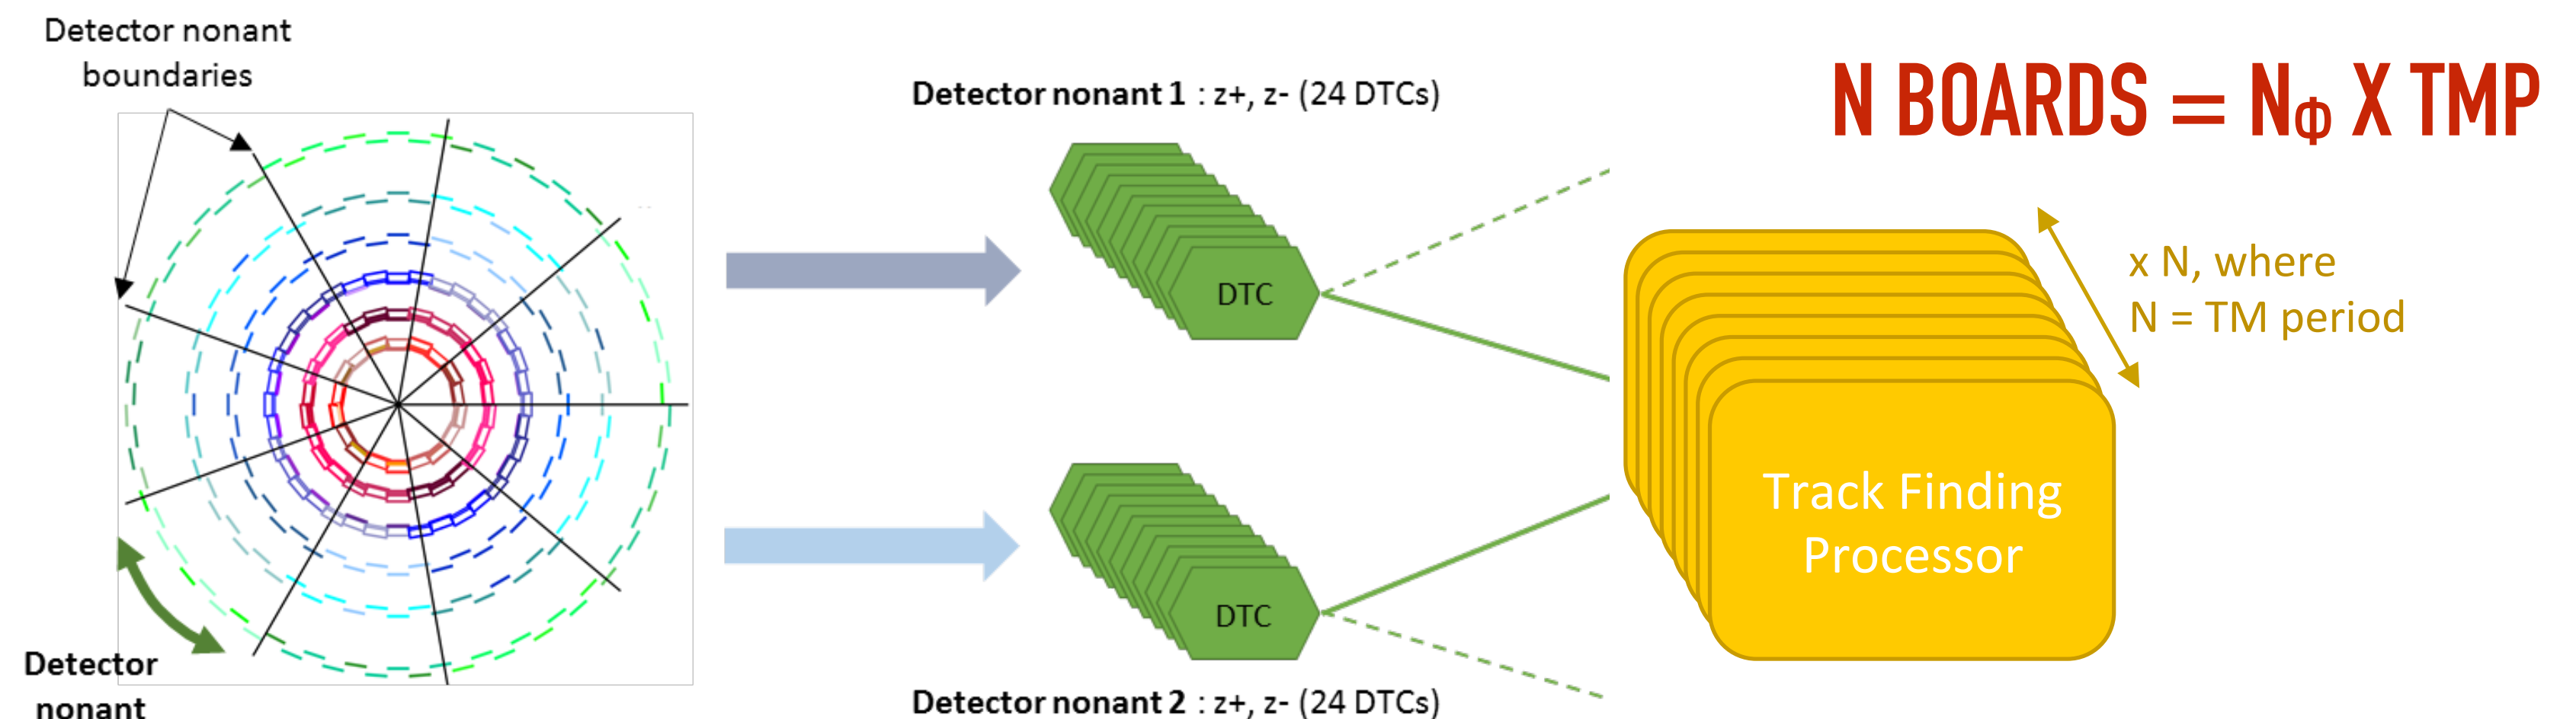 Detector nonant
boundaries
Detector
nonant
Detector nonant 1 : z+, z- (24 DTCs)
DTC
DTC
Detector nonant 2 : z+, z- (24 DTCs)
N BOARDS = Nφ X TMP
x N, where
N = TM period
Track Finding
Processor